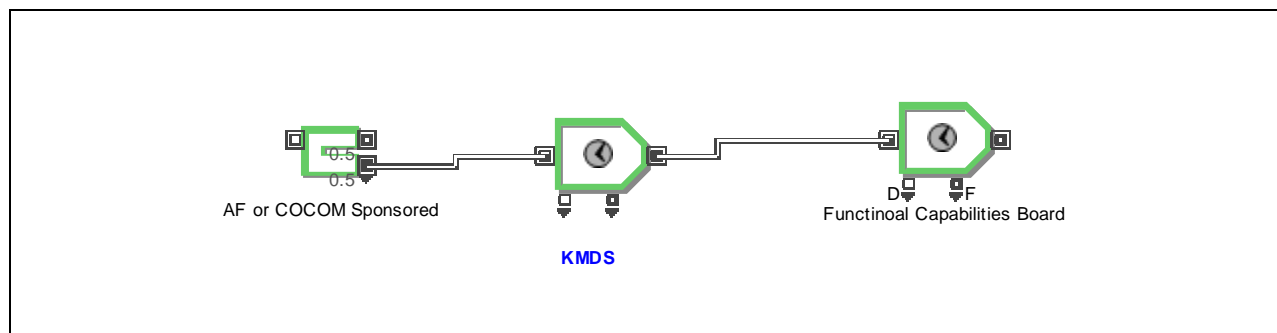 0.5
0.5
AF or COCOM Sponsored
KMDS
D F
Functinoal Capabilities Board